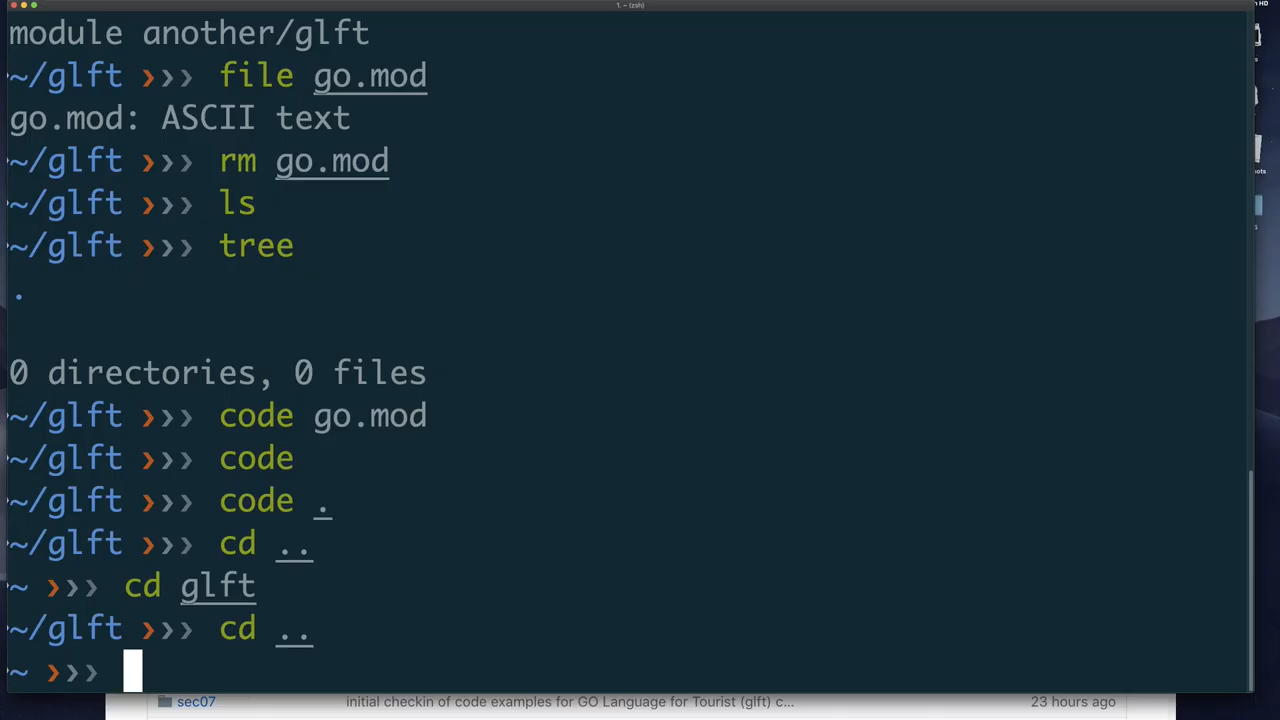 1. ~ (zsh)
module another/glft
~/glft ❯❯❯ file go.mod
go.mod: ASCII text
~/glft ❯❯❯ rm go.mod
~/glft ❯❯❯ ls
~/glft ❯❯❯ tree
.
0 directories, 0 files
~/glft ❯❯❯ code go.mod
~/glft ❯❯❯ code
~/glft ❯❯❯ code .
~/glft ❯❯❯ cd ..
~ ❯❯❯ cd glft
~/glft ❯❯❯ cd ..
~ ❯❯❯
sec07 initial checkin of code examples for GO Language for Tourist (glft) c... 23 hours ago